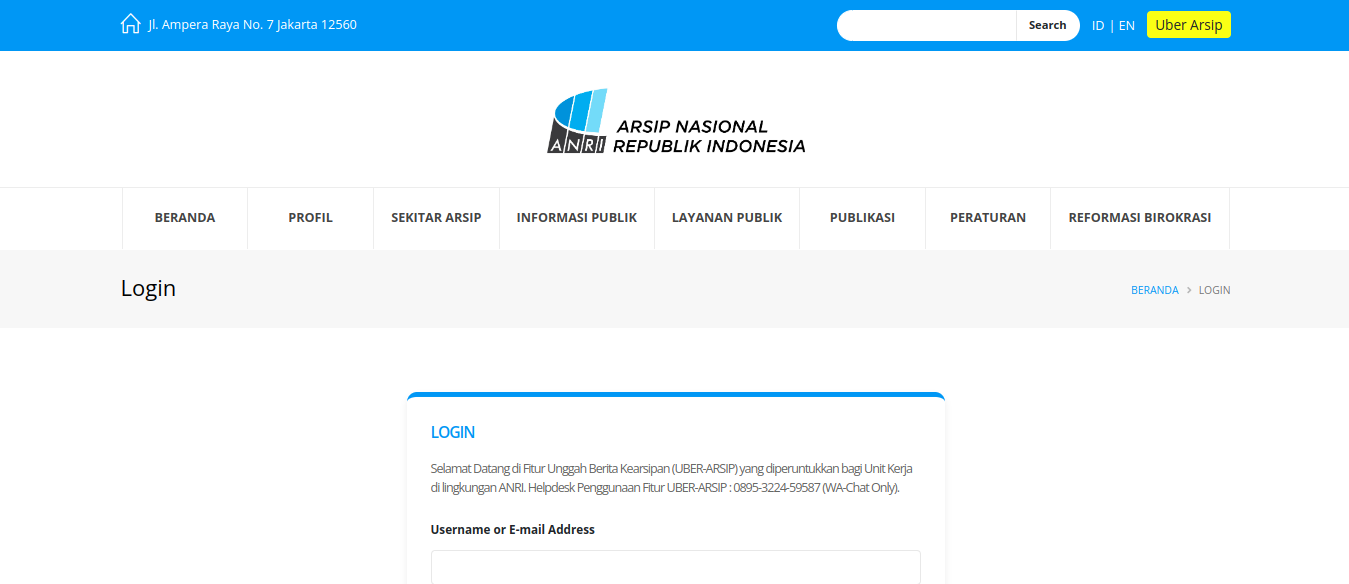 Jl. Ampera Raya No. 7 Jakarta 12560
Search
ID | EN
Uber Arsip
ANRI
ARSIP NASIONAL
REPUBLIK INDONESIA
BERANDA
PROFIL
SEKITAR ARSIP
INFORMASI PUBLIK
LAYANAN PUBLIK
PUBLIKASI
PERATURAN
REFORMASI BIROKRASI
Login
BERANDA > LOGIN
LOGIN
Selamat Datang di Fitur Unggah Berita Kearsipan (UBER-ARSIP) yang diperuntukkan bagi Unit Kerja
di lingkungan ANRI. Helpdesk Penggunaan Fitur UBER-ARSIP : 0895-3224-59587 (WA-Chat Only).
Username or E-mail Address